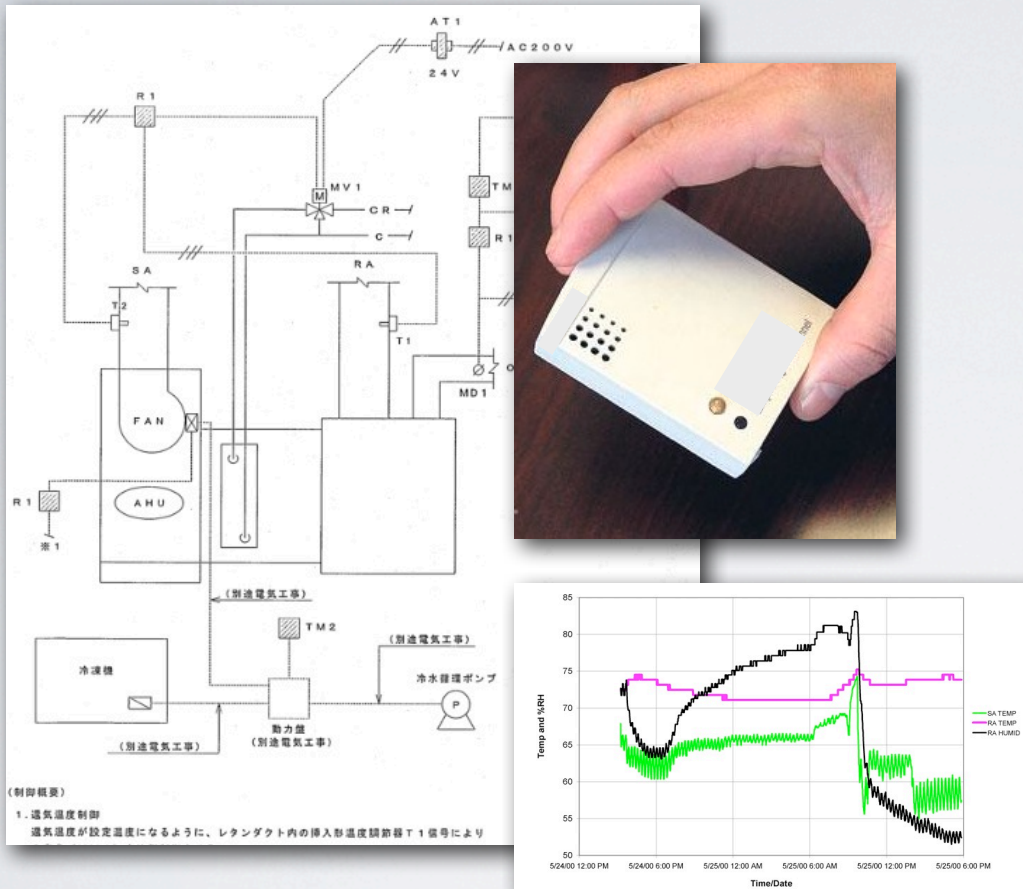 AT1
AC200V
24V
R1
MV1
M
TM
CR
C
R1
SA
RA
T2
T1
MD1
FAN
R1
AHU
※1
(別途電気工事)
TM2
(別途電気工事)
冷凍機
冷水循環ポンプ
P
動力盤
(別途電気工事)
(別途電気工事)
(制御概要)
1.還気温度制御
還気温度が設定温度になるように、レタンダクト内の挿入形温度調節器T1信号により
85
80
75
70
65
60
55
50
Temp and %RH
SA TEMP
RA TEMP
RA HUMID
5/24/00 12:00 PM
5/24/00 6:00 PM
5/25/00 12:00 AM
5/25/00 6:00 AM
5/25/00 12:00 PM
5/25/00 6:00 PM
Time/Date